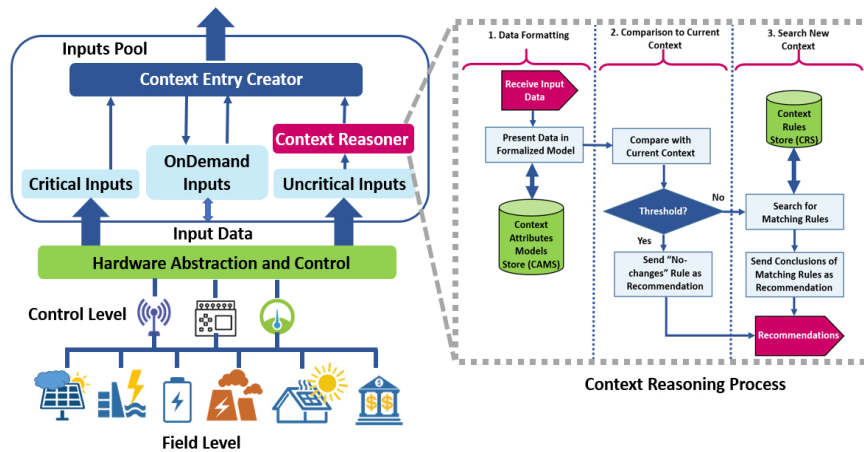 Inputs Pool
Context Entry Creator
Context Reasoner
Critical Inputs
OnDemand
Inputs
Uncritical Inputs
Input Data
Hardware Abstraction and Control
Control Level
Field Level
1. Data Formatting
2. Comparison to Current
Context
3. Search New
Context
Receive Input
Data
Present Data in
Formalized Model
Context
Attributes
Models
Store (CAMS)
Compare with
Current Context
Threshold?
No
Yes
Send “No-
changes” Rule as
Recommendation
Context
Rules
Store (CRS)
Search for
Matching Rules
Send Conclusions of
Matching Rules as
Recommendation
Recommendations
Context Reasoning Process